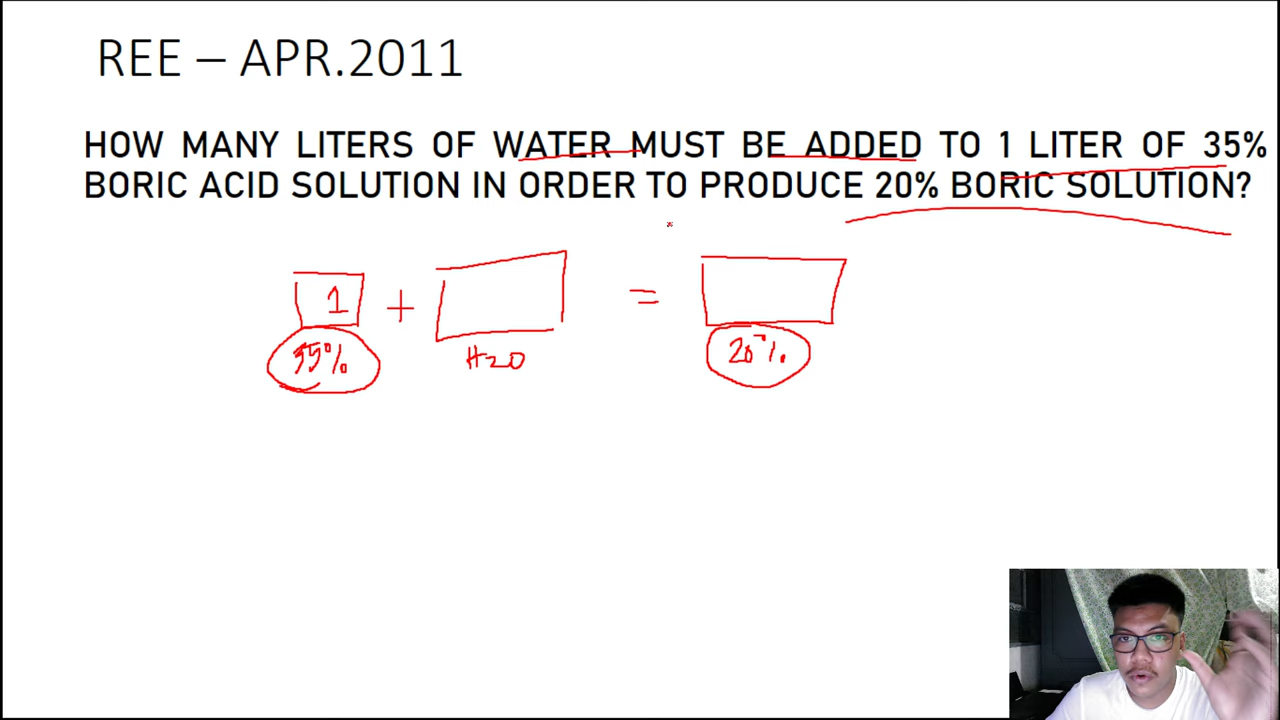 REE – APR.2011
HOW MANY LITERS OF WATER MUST BE ADDED TO 1 LITER OF 35%
BORIC ACID SOLUTION IN ORDER TO PRODUCE 20% BORIC SOLUTION?
1 + =
35% H2O 20%